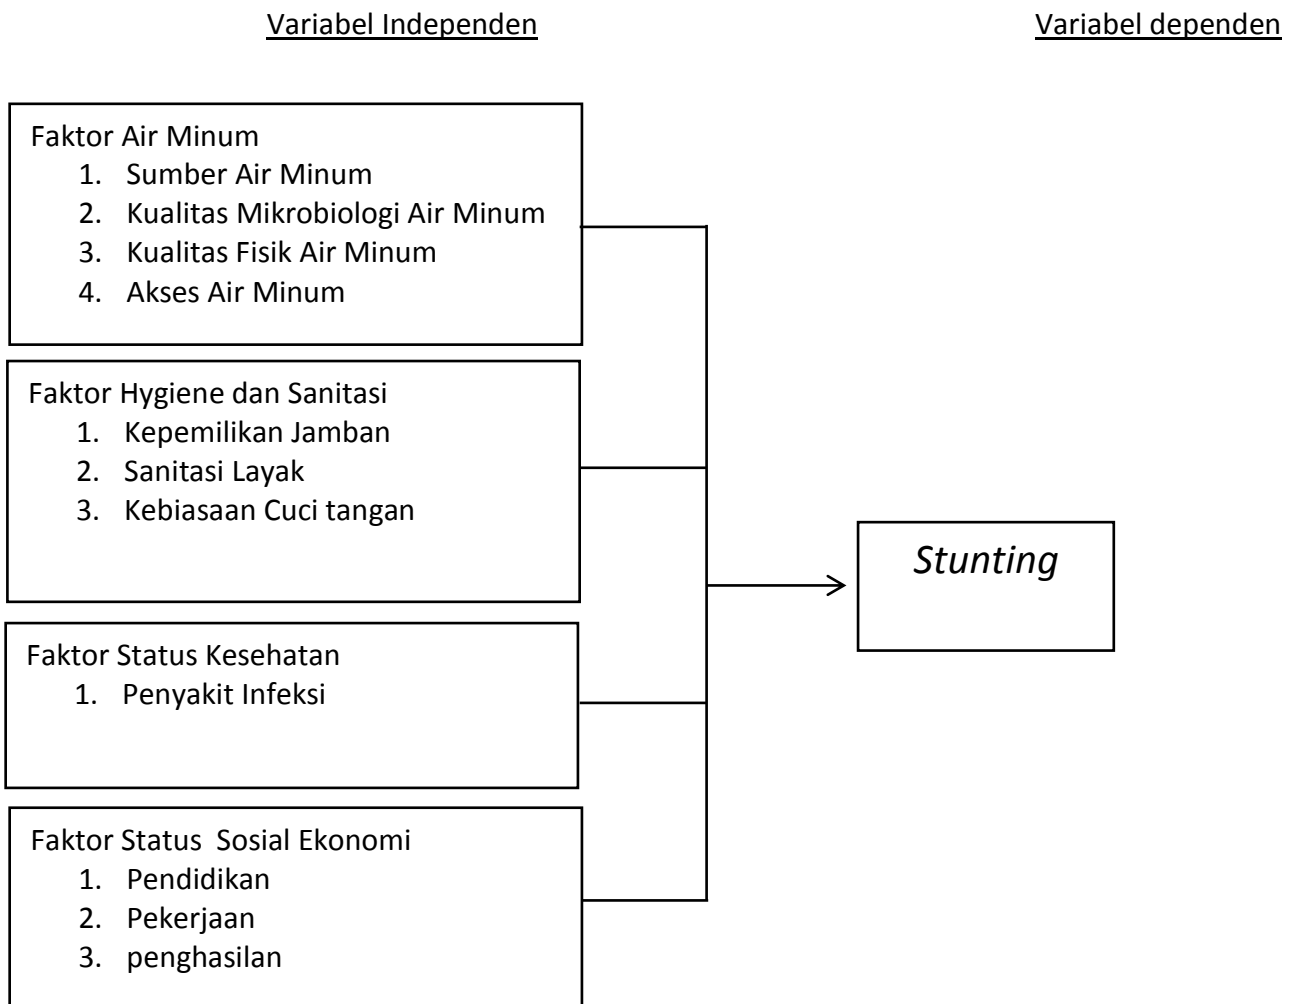 Variabel Independen
Variabel dependen
Faktor Air Minum
1. Sumber Air Minum
2. Kualitas Mikrobiologi Air Minum
3. Kualitas Fisik Air Minum
4. Akses Air Minum
Faktor Hygiene dan Sanitasi
1. Kepemilikan Jamban
2. Sanitasi Layak
3. Kebiasaan Cuci tangan
Stunting
Faktor Status Kesehatan
1. Penyakit Infeksi
Faktor Status Sosial Ekonomi
1. Pendidikan
2. Pekerjaan
3. penghasilan